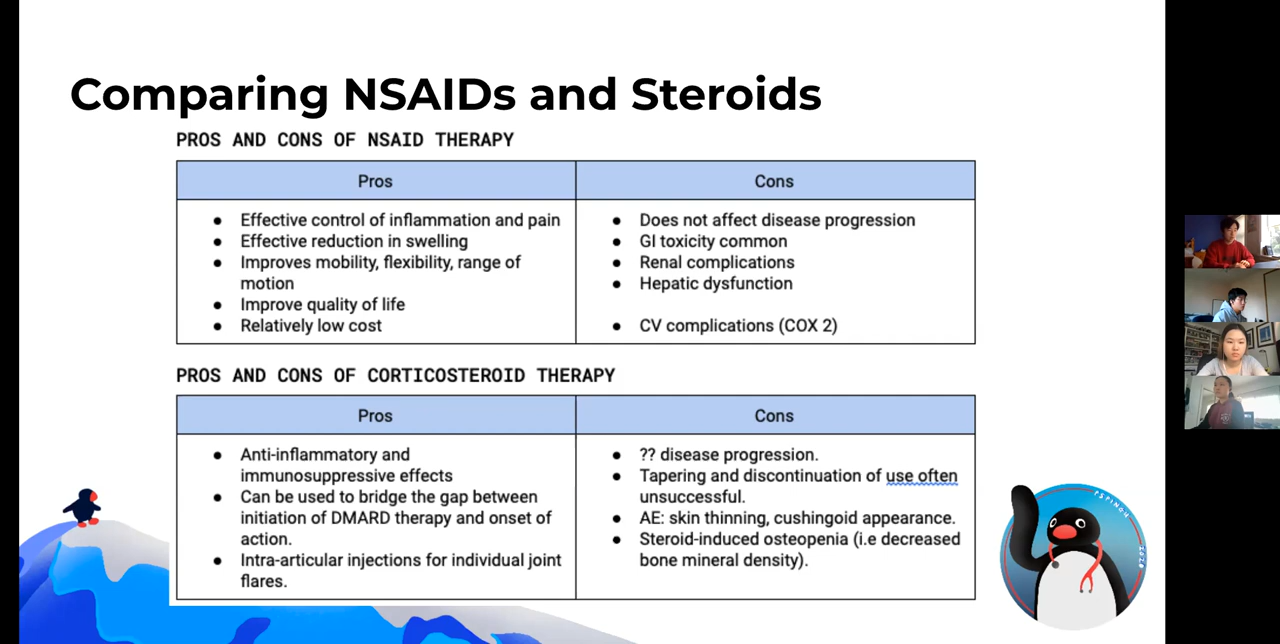 Comparing NSAIDs and Steroids
PROS AND CONS OF NSAID THERAPY
Pros
Cons
● Effective control of inflammation and pain
● Effective reduction in swelling
● Improves mobility, flexibility, range of
motion
● Improve quality of life
● Relatively low cost
● Does not affect disease progression
● GI toxicity common
● Renal complications
● Hepatic dysfunction
● CV complications (COX 2)
PROS AND CONS OF CORTICOSTEROID THERAPY
Pros
Cons
● Anti-inflammatory and
immunosuppressive effects
● Can be used to bridge the gap between
initiation of DMARD therapy and onset of
action.
● Intra-articular injections for individual joint
flares.
● ?? disease progression.
● Tapering and discontinuation of use often
unsuccessful.
● AE: skin thinning, cushingoid appearance.
● Steroid-induced osteopenia (i.e decreased
bone mineral density).